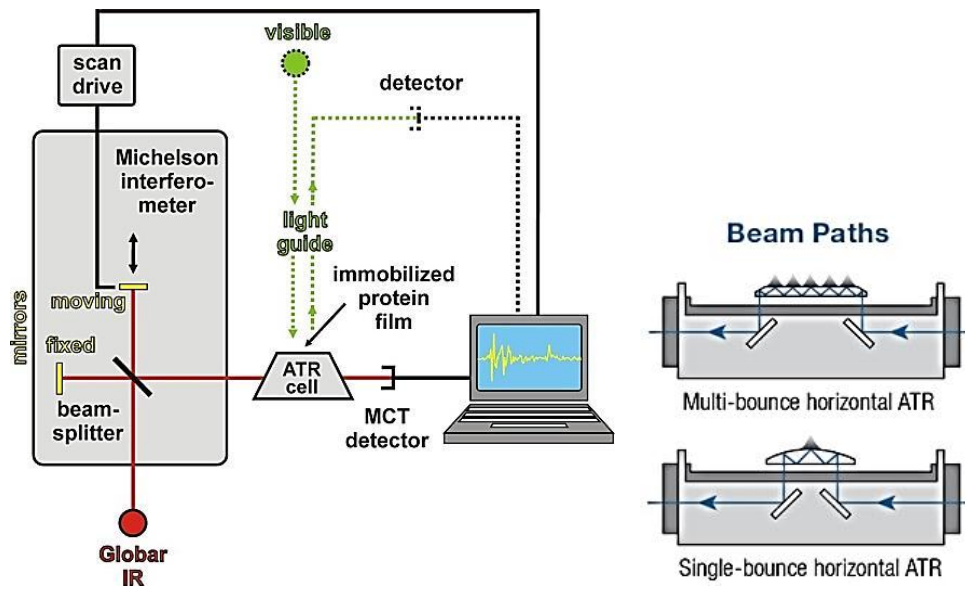 visible
scan
drive
detector
Michelson
interfero-
meter
light
guide
immobilized
protein
film
mirrors
moving
fixed
ATR
cell
beam-
splitter
MCT
detector
Globar
IR
Beam Paths
Multi-bounce horizontal ATR
Single-bounce horizontal ATR